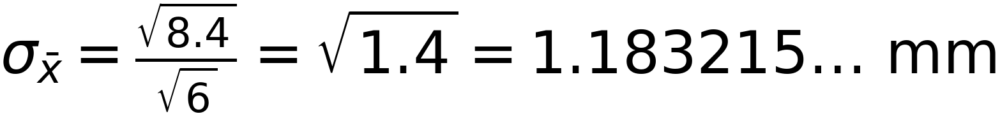 σ_x̄ = √8.4/√6 = √1.4 = 1.183215... mm